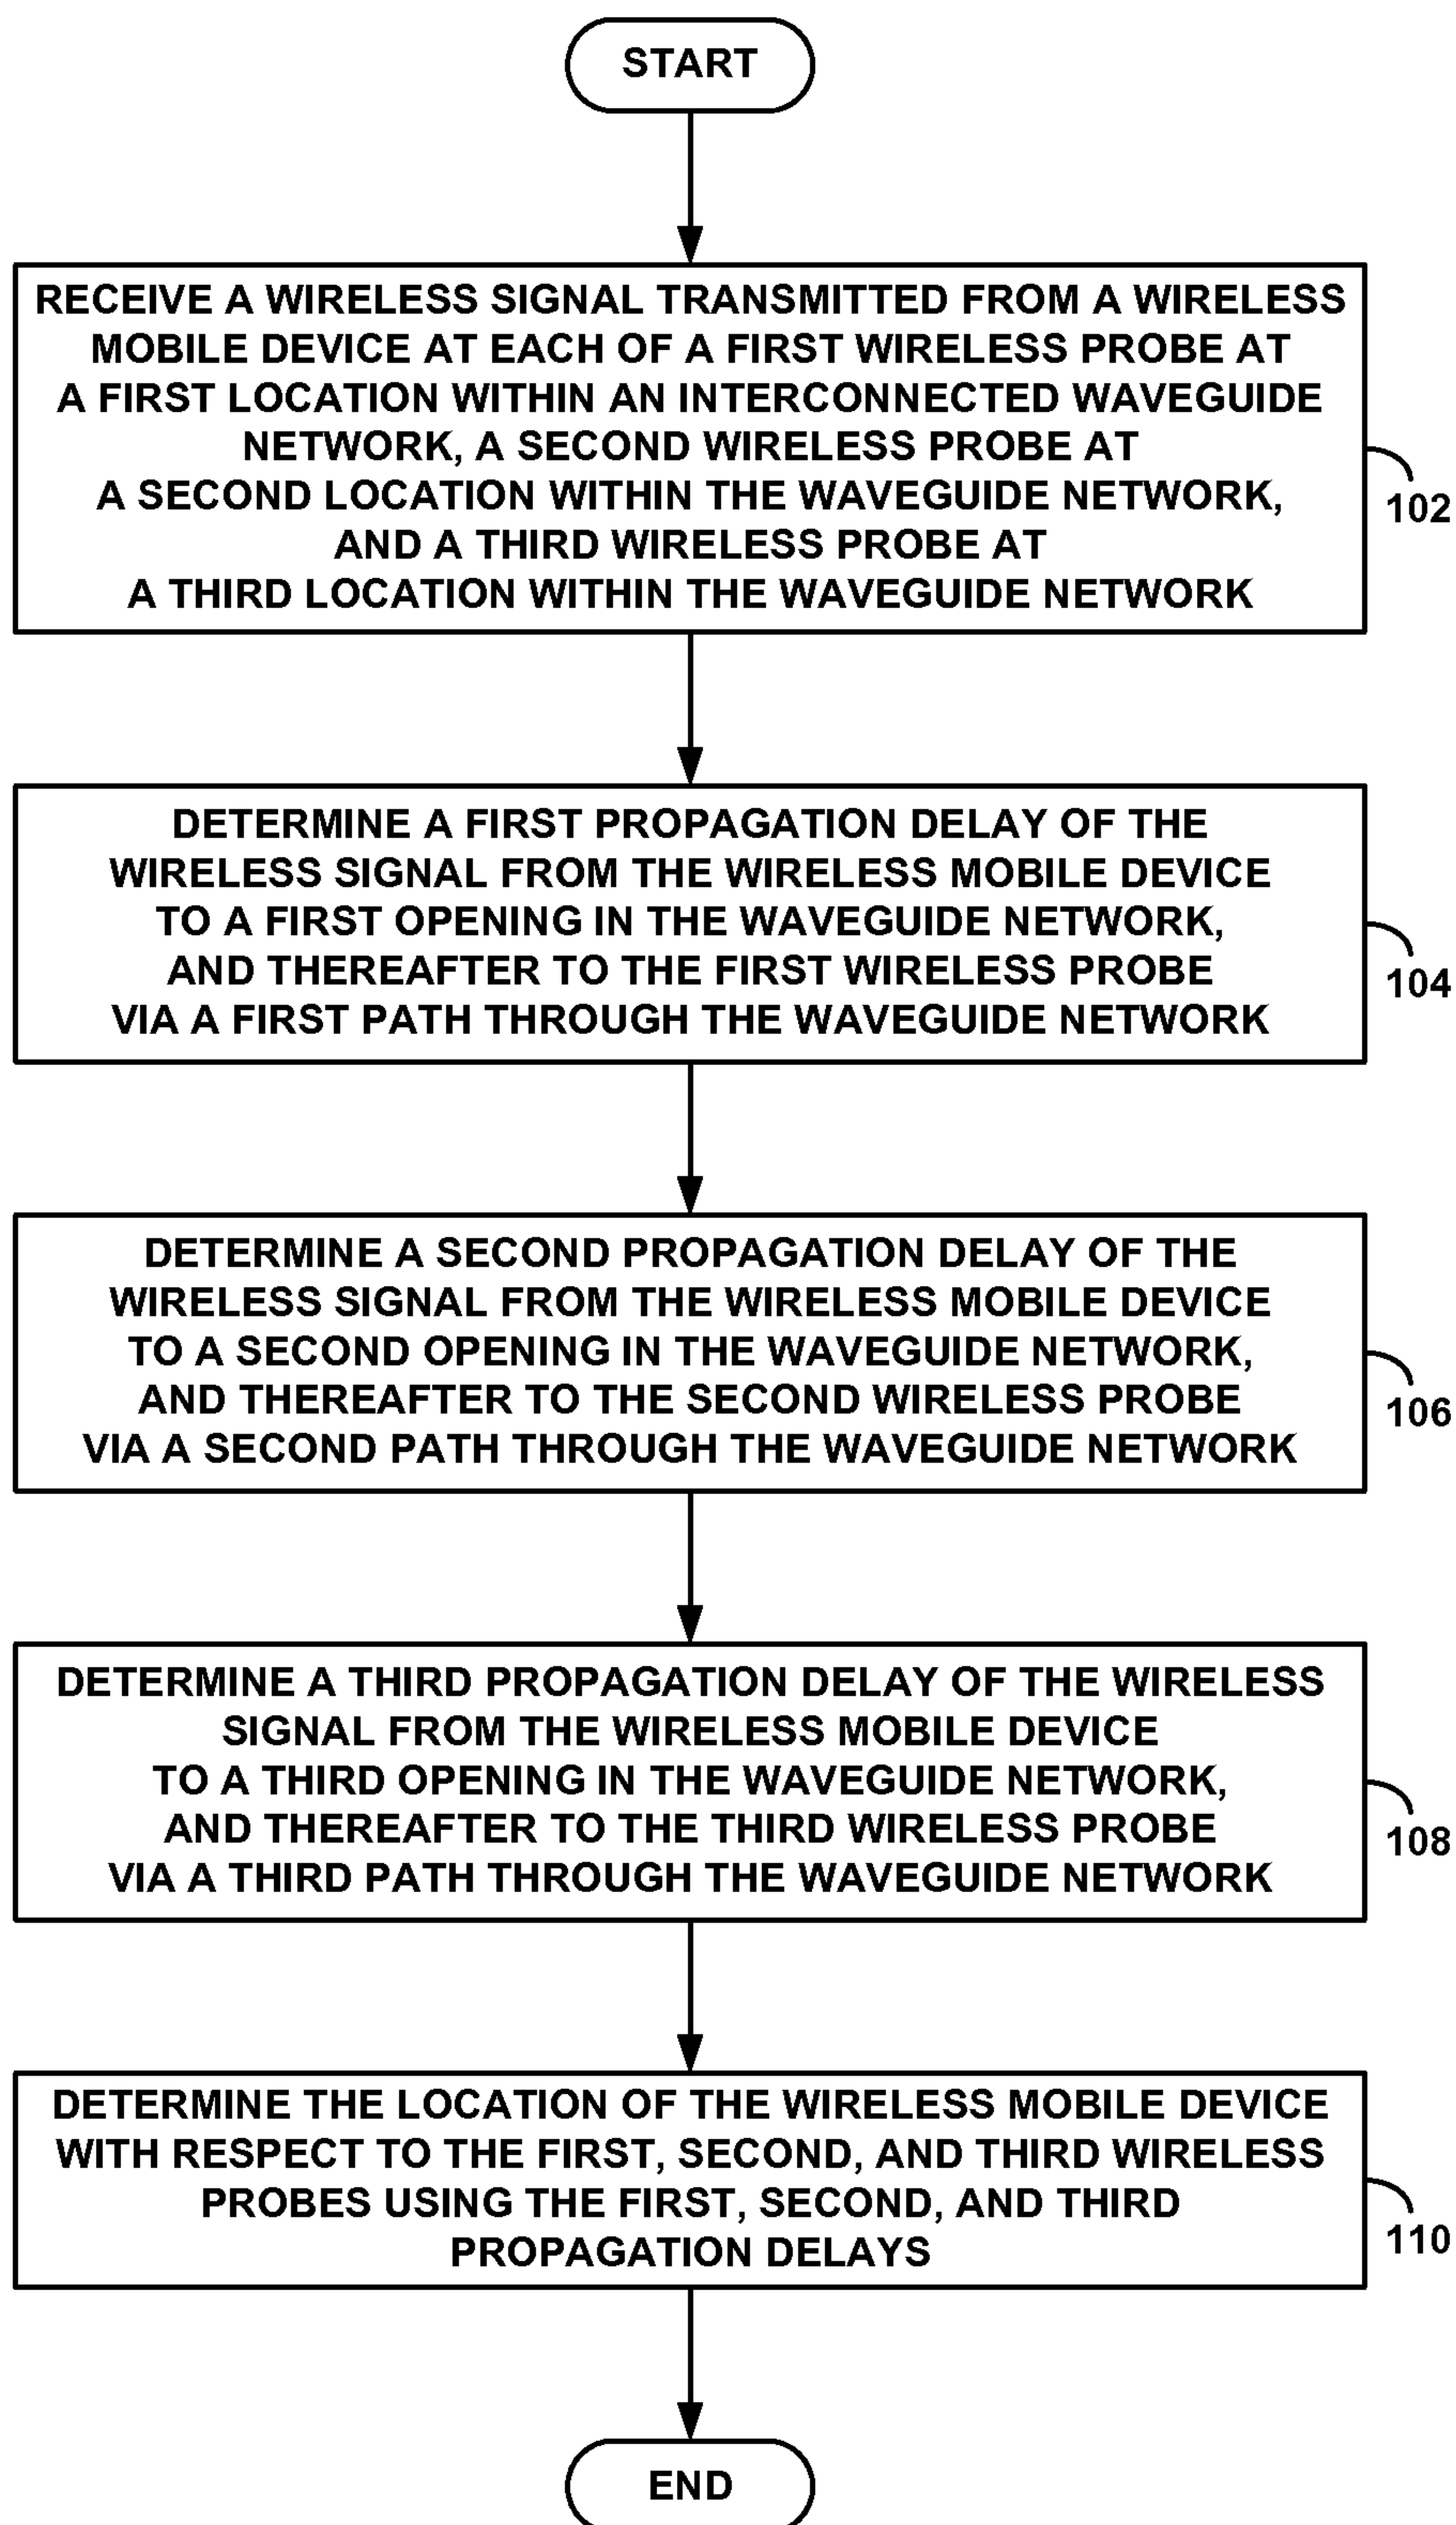 START
RECEIVE A WIRELESS SIGNAL TRANSMITTED FROM A WIRELESS
MOBILE DEVICE AT EACH OF A FIRST WIRELESS PROBE AT
A FIRST LOCATION WITHIN AN INTERCONNECTED WAVEGUIDE
NETWORK, A SECOND WIRELESS PROBE AT
A SECOND LOCATION WITHIN THE WAVEGUIDE NETWORK,
AND A THIRD WIRELESS PROBE AT
A THIRD LOCATION WITHIN THE WAVEGUIDE NETWORK
102
DETERMINE A FIRST PROPAGATION DELAY OF THE
WIRELESS SIGNAL FROM THE WIRELESS MOBILE DEVICE
TO A FIRST OPENING IN THE WAVEGUIDE NETWORK,
AND THEREAFTER TO THE FIRST WIRELESS PROBE
VIA A FIRST PATH THROUGH THE WAVEGUIDE NETWORK
104
DETERMINE A SECOND PROPAGATION DELAY OF THE
WIRELESS SIGNAL FROM THE WIRELESS MOBILE DEVICE
TO A SECOND OPENING IN THE WAVEGUIDE NETWORK,
AND THEREAFTER TO THE SECOND WIRELESS PROBE
VIA A SECOND PATH THROUGH THE WAVEGUIDE NETWORK
106
DETERMINE A THIRD PROPAGATION DELAY OF THE WIRELESS
SIGNAL FROM THE WIRELESS MOBILE DEVICE
TO A THIRD OPENING IN THE WAVEGUIDE NETWORK,
AND THEREAFTER TO THE THIRD WIRELESS PROBE
VIA A THIRD PATH THROUGH THE WAVEGUIDE NETWORK
108
DETERMINE THE LOCATION OF THE WIRELESS MOBILE DEVICE
WITH RESPECT TO THE FIRST, SECOND, AND THIRD WIRELESS
PROBES USING THE FIRST, SECOND, AND THIRD
PROPAGATION DELAYS
110
END